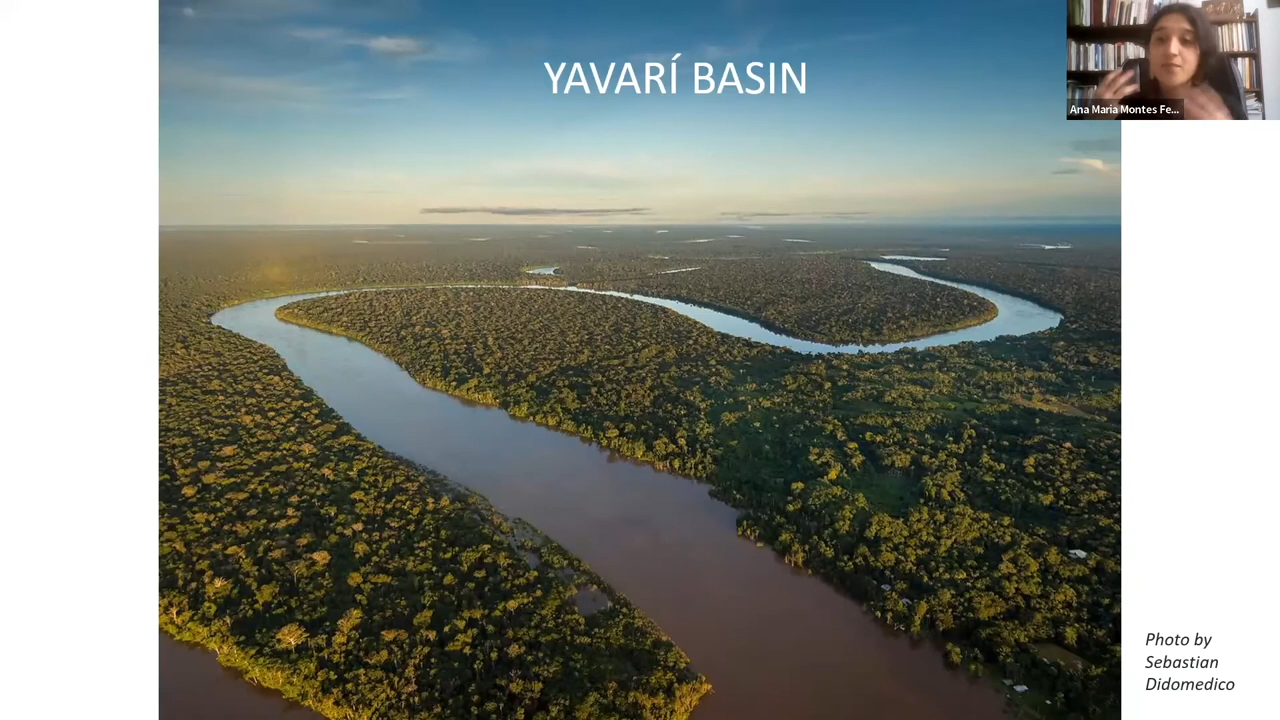 YAVARÍ BASIN
Ana Maria Montes Fe...
Photo by
Sebastian
Didomedico